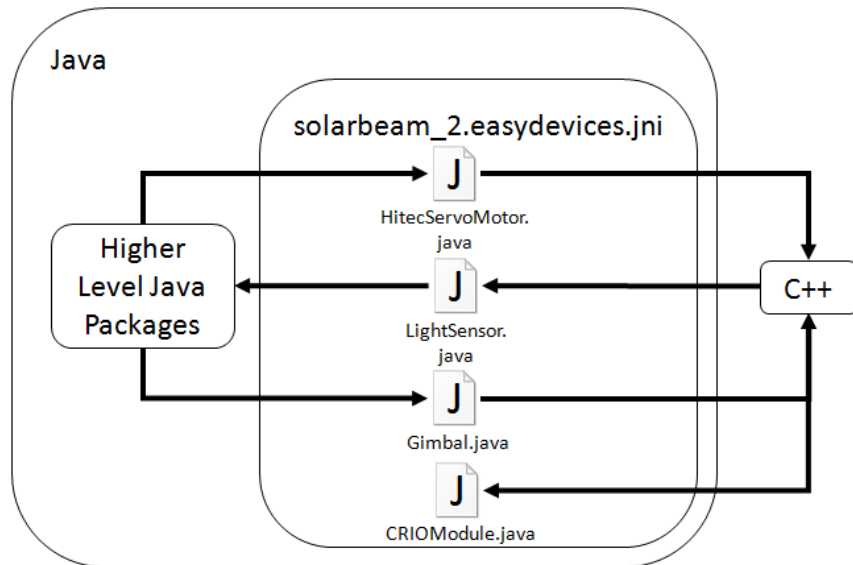 Java
solarbeam_2.easydevices.jni
J
HitecServoMotor.
java
Higher
Level Java
Packages
J
LightSensor.
java
C++
J
Gimbal.java
J
CRIOModule.java